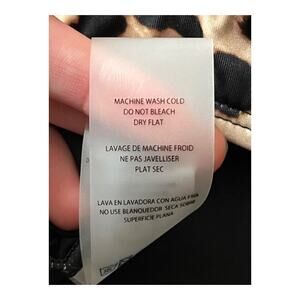 MACHINE WASH COLD
DO NOT BLEACH
DRY FLAT
LAVAGE DE MACHINE FROID
NE PAS JAVELLISER
PLAT SEC
LAVA EN LAVADORA CON AGUA FRIA
NO USE BLANQUEDOR SECA SOBRE
SUPERFICIE PLANA